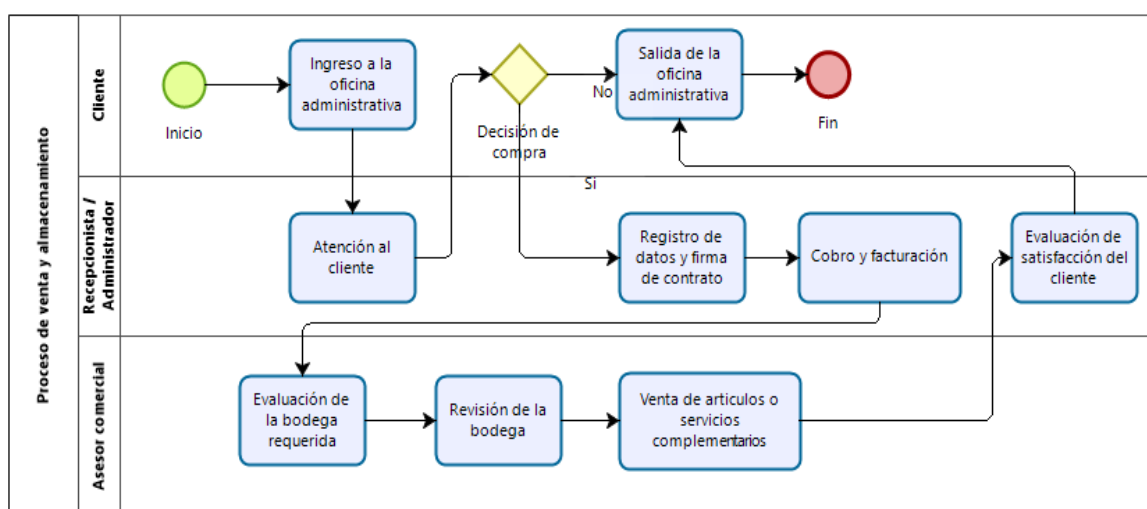 Proceso de venta y almacenamiento
Cliente
Inicio
Ingreso a la
oficina
administrativa
Decisión de
compra
No
Si
Salida de la
oficina
administrativa
Fin
Recepcionista /
Administrador
Atención al
cliente
Registro de
datos y firma
de contrato
Cobro y facturación
Evaluación de
satisfacción del
cliente
Asesor comercial
Evaluación de
la bodega
requerida
Revisión de la
bodega
Venta de articulos o
servicios
complementarios